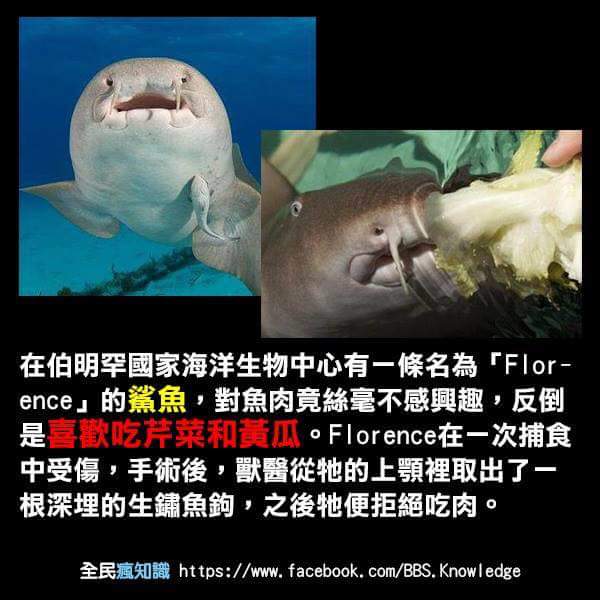 在伯明罕國家海洋生物中心有一條名為「Flor-
ence」的鯊魚，對魚肉竟絲毫不感興趣，反倒
是喜歡吃芹菜和黃瓜。Florence在一次捕食
中受傷，手術後，獸醫從牠的上顎裡取出了一
根深埋的生鏽魚鉤，之後牠便拒絕吃肉。
全民瘋知識 https://www.facebook.com/BBS.Knowledge